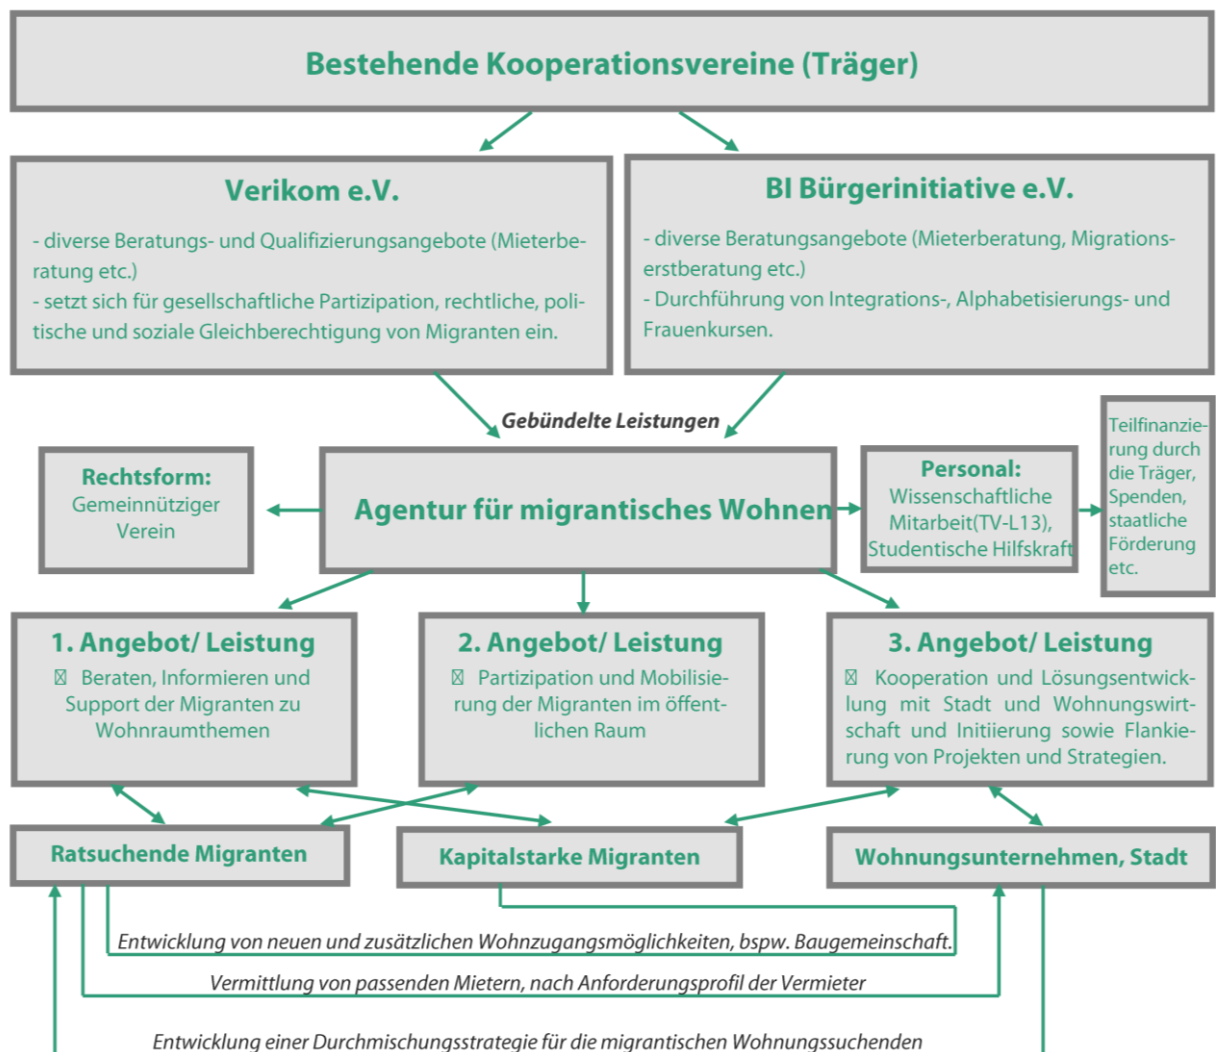 Bestehende Kooperationsvereine (Träger)
Verikom e.V.
- diverse Beratungs- und Qualifizierungsangebote (Mieterbe-
ratung etc.)
- setzt sich für gesellschaftliche Partizipation, rechtliche, poli-
tische und soziale Gleichberechtigung von Migranten ein.
BI Bürgerinitiative e.V.
- diverse Beratungsangebote (Mieterberatung, Migrations-
erstberatung etc.)
- Durchführung von Integrations-, Alphabetisierungs- und
Frauenkursen.
Gebündelte Leistungen
Rechtsform:
Gemeinnütziger
Verein
Agentur für migrantisches Wohnen
Personal:
Wissenschaftliche
Mitarbeit(TV-L13),
Studentische Hilfskraft
Teilfinanzie-
rung durch
die Träger,
Spenden,
staatliche
Förderung
etc.
1. Angebot/ Leistung
Beraten, Informieren und
Support der Migranten zu
Wohnraumthemen
2. Angebot/ Leistung
Partizipation und Mobilisie-
rung der Migranten im öffent-
lichen Raum
3. Angebot/ Leistung
Kooperation und Lösungsentwick-
lung mit Stadt und Wohnungswirt-
schaft und Initiierung sowie Flankie-
rung von Projekten und Strategien.
Ratsuchende Migranten
Kapitalstarke Migranten
Wohnungsunternehmen, Stadt
Entwicklung von neuen und zusätzlichen Wohnzugangsmöglichkeiten, bspw. Baugemeinschaft.
Vermittlung von passenden Mietern, nach Anforderungsprofil der Vermieter
Entwicklung einer Durchmischungsstrategie für die migrantischen Wohnungssuchenden